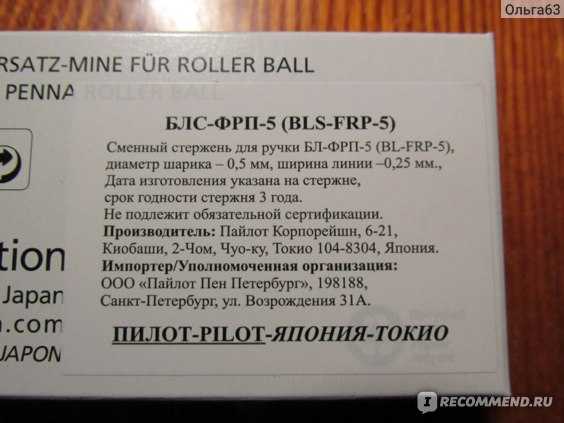 Ольга63
RSATZ-MINE FÜR ROLLER BALL
PENNA ROLLER BALL
БЛС-ФРП-5 (BLS-FRP-5)
Сменный стержень для ручки БЛ-ФРП-5 (BL-FRP-5),
диаметр шарика – 0,5 мм, ширина линии –0,25 мм.,
Дата изготовления указана на стержне,
срок годности стержня 3 года.
Не подлежит обязательной сертификации.
Производитель: Пайлот Корпорейшн, 6-21,
Киобаши, 2-Чом, Чуо-ку, Токио 104-8304, Япония.
Импортер/Уполномоченная организация:
ООО «Пайлот Пен Петербург», 198188,
Санкт-Петербург, ул. Возрождения 31А.
ПИЛОТ-PILOT-ЯПОНИЯ-ТОКИО
tion
Japan
.com
JAPON
IRECOMMEND.RU